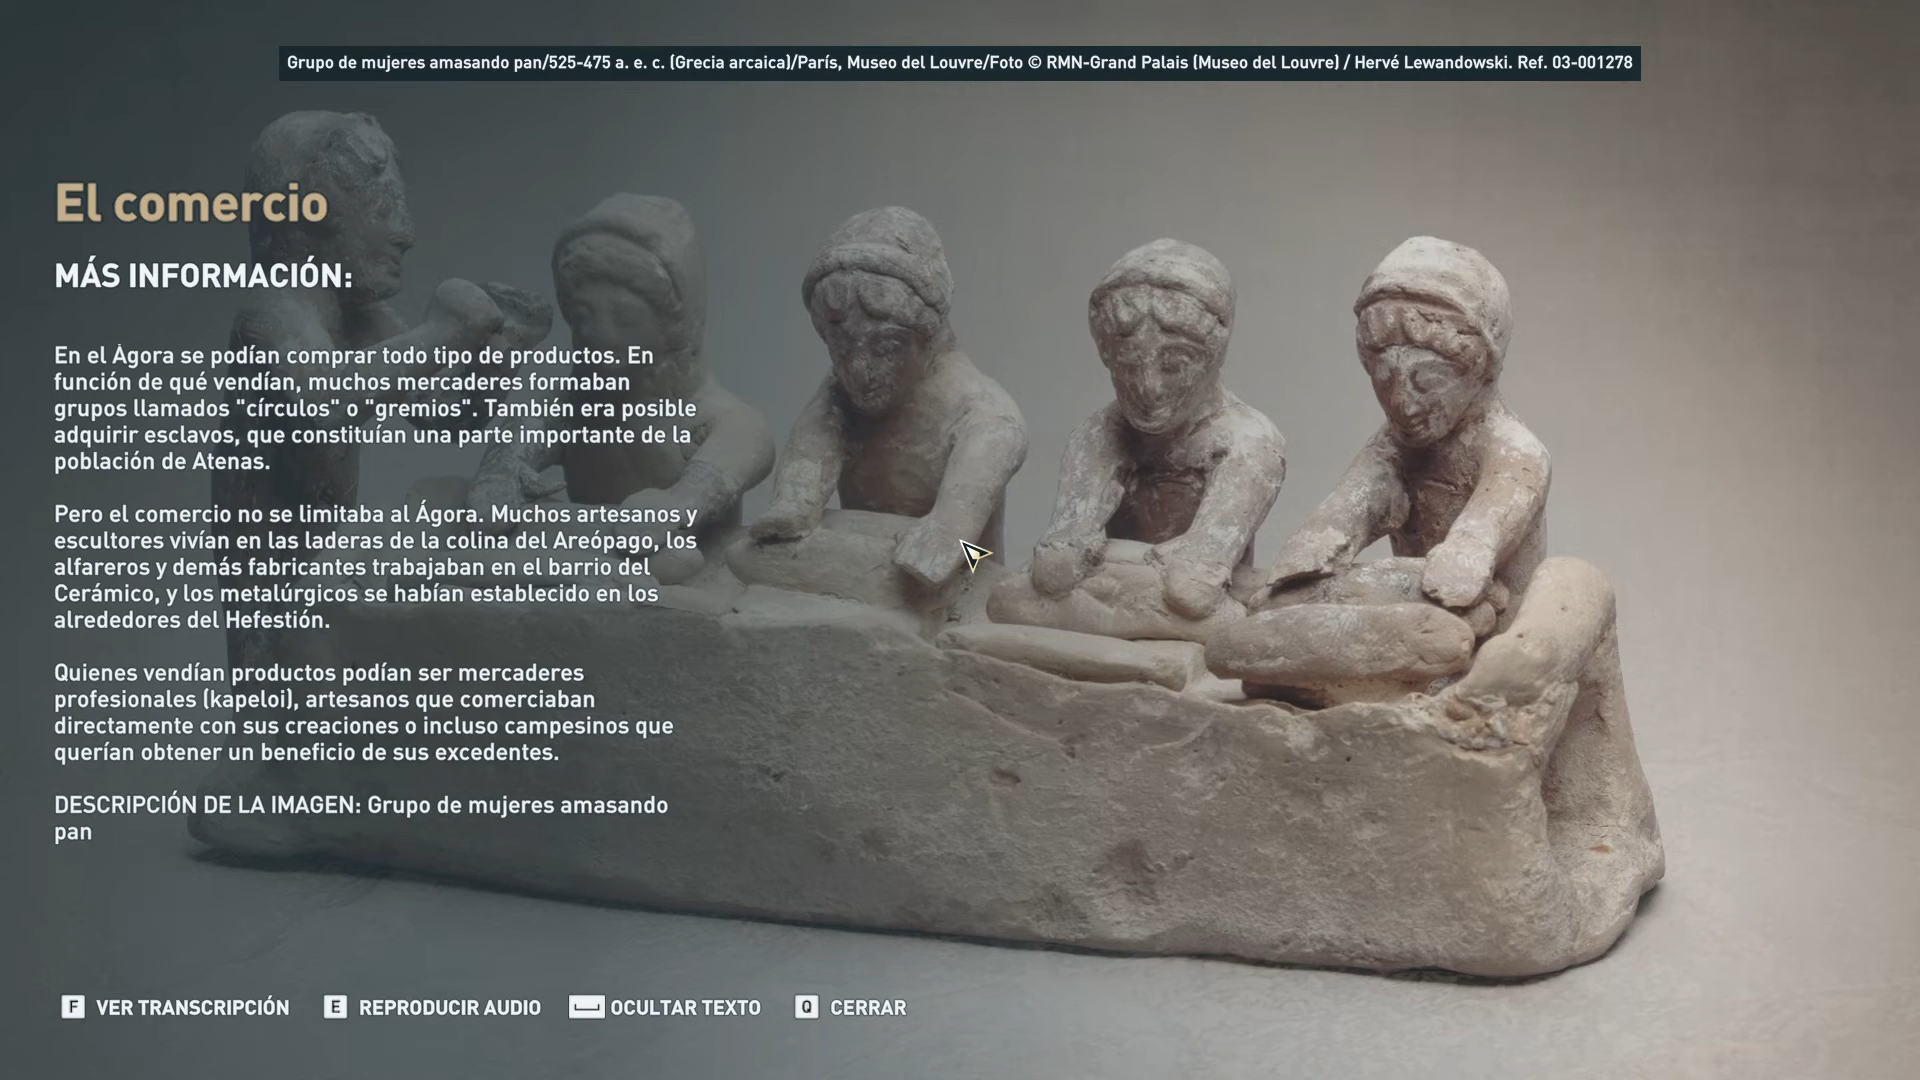 Grupo de mujeres amasando pan/525-475 a. e. c. (Grecia arcaica)/París, Museo del Louvre/Foto © RMN-Grand Palais (Museo del Louvre) / Hervé Lewandowski. Ref. 03-001278
El comercio
MÁS INFORMACIÓN:
En el Ágora se podían comprar todo tipo de productos. En
función de qué vendían, muchos mercaderes formaban
grupos llamados "círculos" o "gremios". También era posible
adquirir esclavos, que constituían una parte importante de la
población de Atenas.
Pero el comercio no se limitaba al Ágora. Muchos artesanos y
escultores vivían en las laderas de la colina del Areópago, los
alfareros y demás fabricantes trabajaban en el barrio del
Cerámico, y los metalúrgicos se habían establecido en los
alrededores del Hefestión.
Quienes vendían productos podían ser mercaderes
profesionales (kapeloi), artesanos que comerciaban
directamente con sus creaciones o incluso campesinos que
querían obtener un beneficio de sus excedentes.
DESCRIPCIÓN DE LA IMAGEN: Grupo de mujeres amasando
pan
F VER TRANSCRIPCIÓN E REPRODUCIR AUDIO OCULTAR TEXTO Q CERRAR